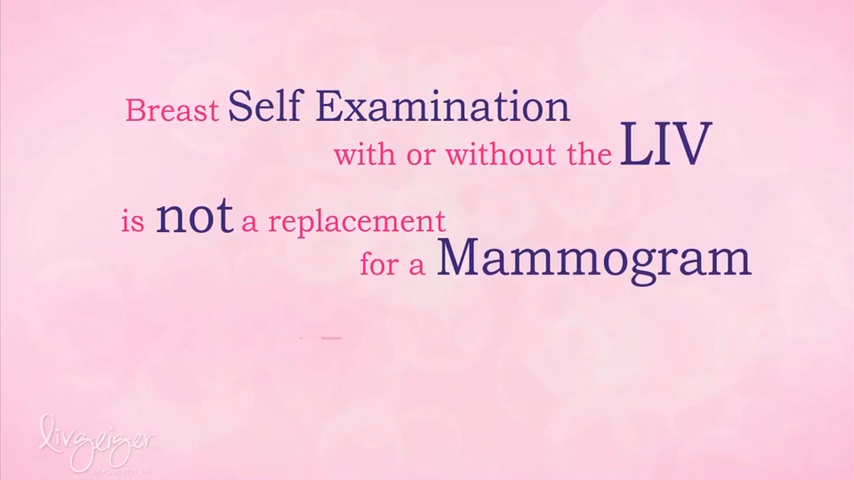 Breast Self Examination
with or without the LIV
is not a replacement
for a Mammogram
livgeiger